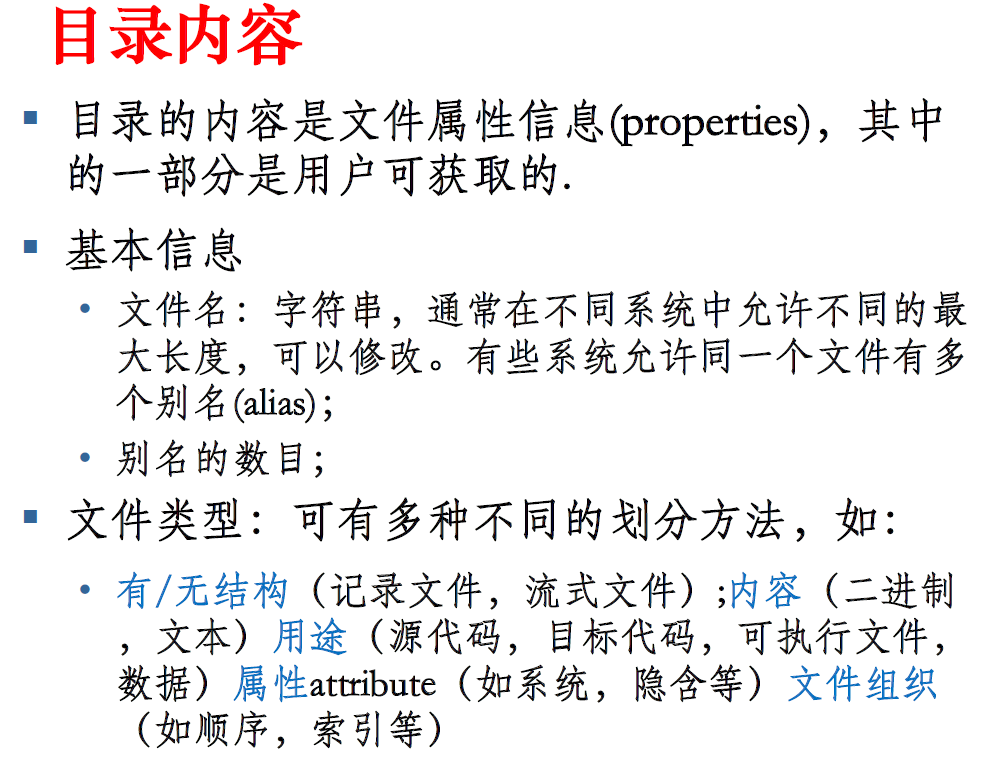 目录内容
▪ 目录的内容是文件属性信息(properties)，其中
的一部分是用户可获取的.
▪ 基本信息
• 文件名：字符串，通常在不同系统中允许不同的最
大长度，可以修改。有些系统允许同一个文件有多
个别名(alias)；
• 别名的数目；
▪ 文件类型：可有多种不同的划分方法，如：
• 有/无结构（记录文件，流式文件）;内容（二进制
，文本）用途（源代码，目标代码，可执行文件，
数据）属性attribute（如系统，隐含等）文件组织
（如顺序，索引等）